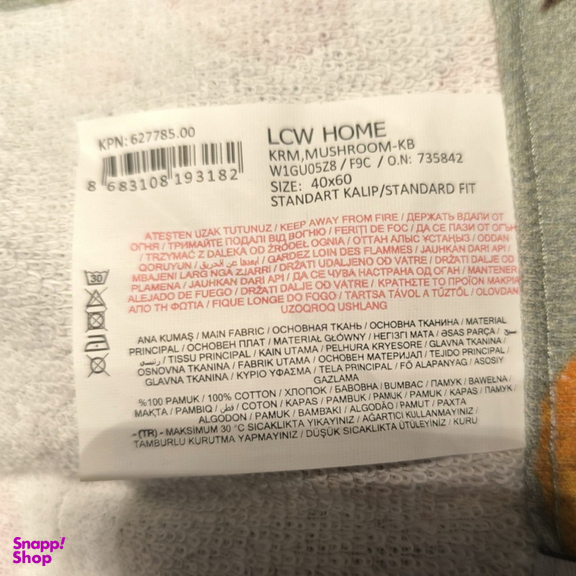 KPN: 627785.00
8 683108 193182
LCW HOME
KRM,MUSHROOM-KB
W1GU05Z8 / F9C / O.N: 735842
SIZE: 40x60
STANDART KALIP/STANDARD FIT
ATEŞTEN UZAK TUTUNUZ / KEEP AWAY FROM FIRE / ДЕРЖАТЬ ВДАЛИ ОТ
ОГНЯ / ТРИМАЙТЕ ПОДАЛІ ВІД ВОГНЮ / FERIȚI DE FOC / ДА СЕ ПАЗИ ОТ ОГЪН
/ TRZYMAĆ Z DALEKA OD ŹRÓDEŁ OGNIA / ОТТАН АЛЫС ҰСТАҢЫЗ / ODDAN
QORUYUN / ابعدها عن الحريق / GARDEZ LOIN DES FLAMMES / JAUHKAN DARI API /
MBAJENI LARG NGA ZJARRI / DRŽATI UDALJENO OD VATRE / DRŽATI DALJE OD
PLAMENA / JAUHKAN DARI API / ДА СЕ ЧУВА НАСТРАНА ОД ОГАН / MANTENER
ALEJADO DE FUEGO / DRŽATI DALJE OD VATRE / ΚΡΑΤΗΣΤΕ ΤΟ ΠΡΟΪΟΝ ΜΑΚΡΙΑ
ΑΠΟ ΤΗ ΦΩΤΙΑ / FIQUE LONGE DO FOGO / TARTSA TÁVOL A TŰZTŐL / OLOVDAN
UZOQROQ USHLANG
30
ANA KUMAŞ / MAIN FABRIC / ОСНОВНАЯ ТКАНЬ / ОСНОВНА ТКАНИНА / MATERIAL
PRINCIPAL / ОСНОВЕН ПЛАТ / MATERIAŁ GŁÓWNY / НЕГІЗГІ МАТА / ƏSAS PARÇA /
/ TISSU PRINCIPAL / KAIN UTAMA / PELHURA KRYESORE / GLAVNA TKANINA /
OSNOVNA TKANINA / FABRIK UTAMA / ОСНОВЕН МАТЕРИЈАЛ / TEJIDO PRINCIPAL /
GLAVNA TKANINA / ΚΥΡΙΟ ΥΦΑΣΜΑ / TELA PRINCIPAL / FŐ ALAPANYAG / ASOSIY
GAZLAMA
%100 PAMUK / 100% COTTON / ХЛОПОК / БАВОВНА / BUMBAC / ПАМУК / BAWEŁNA /
МАҚТА / PAMBIQ / قطن / COTON / KAPAS / PAMBUK / PAMUK / PAMUK / KAPAS / ПАМУК /
ALGODON / PAMUK / ΒΑΜΒΑΚΙ / ALGODÃO / PAMUT / PAXTA
-(TR) - MAKSİMUM 30 °C SICAKLIKTA YIKAYINIZ / AĞARTICI KULLANMAYINIZ /
TAMBURLU KURUTMA YAPMAYINIZ / DÜŞÜK SICAKLIKTA ÜTÜLEYİNİZ / KURU
Snapp!
Shop